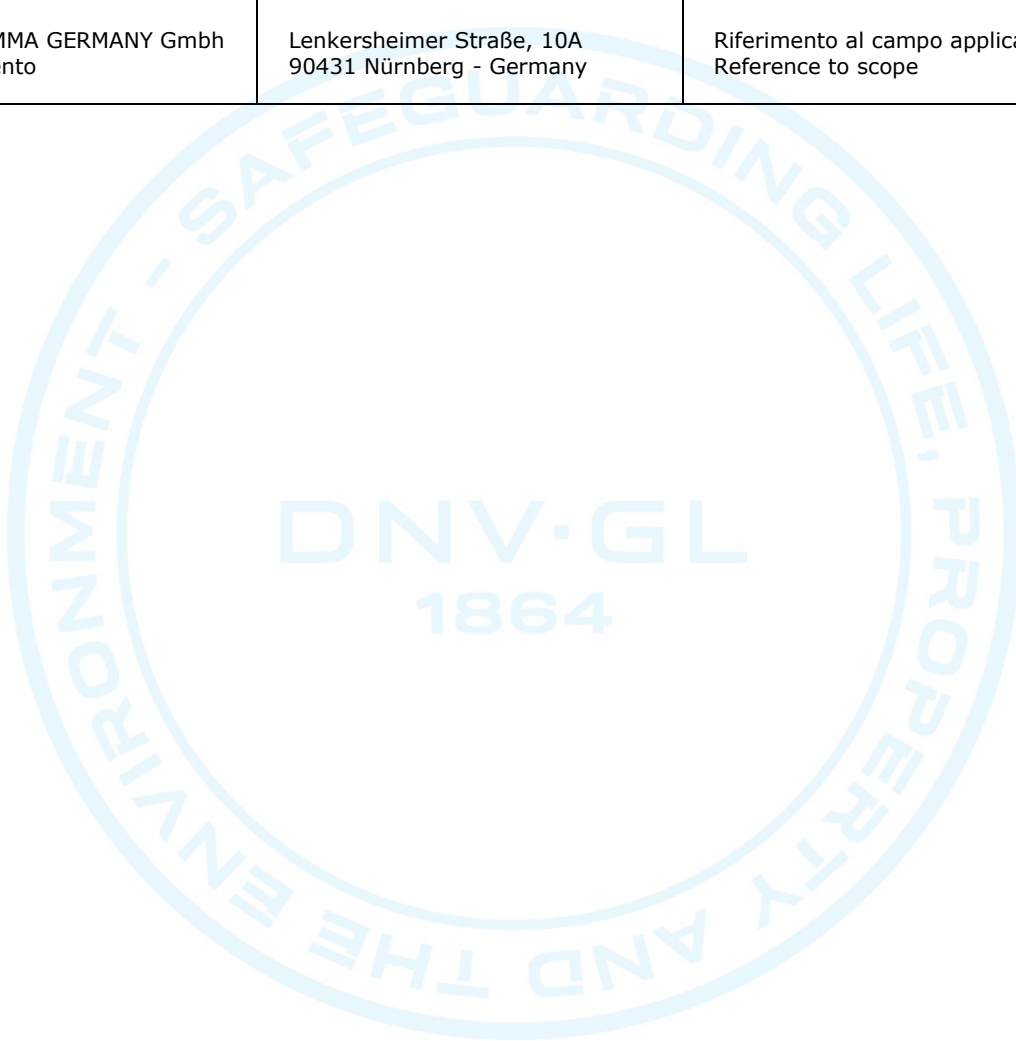 MMA GERMANY Gmbh
ento
Lenkersheimer Straße, 10A
90431 Nürnberg - Germany
Riferimento al campo applica
Reference to scope
SAFEGUARDING LIFE, PROPERTY AND THE ENVIRONMENT -
DNV·GL
1864